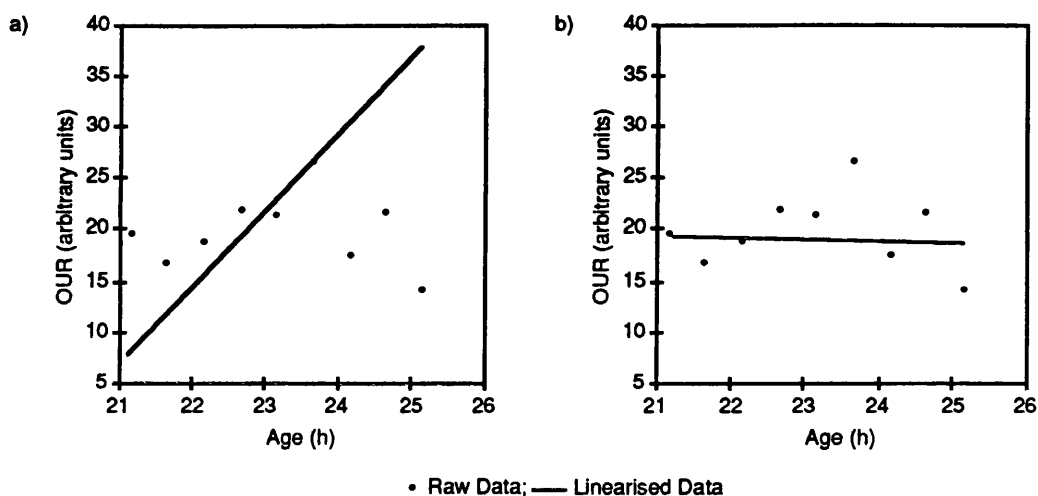 a)
40
35
30
25
20
15
10
5
OUR (arbitrary units)
21 22 23 24 25 26
Age (h)
b)
40
35
30
25
20
15
10
5
OUR (arbitrary units)
21 22 23 24 25 26
Age (h)
• Raw Data; — Linearised Data